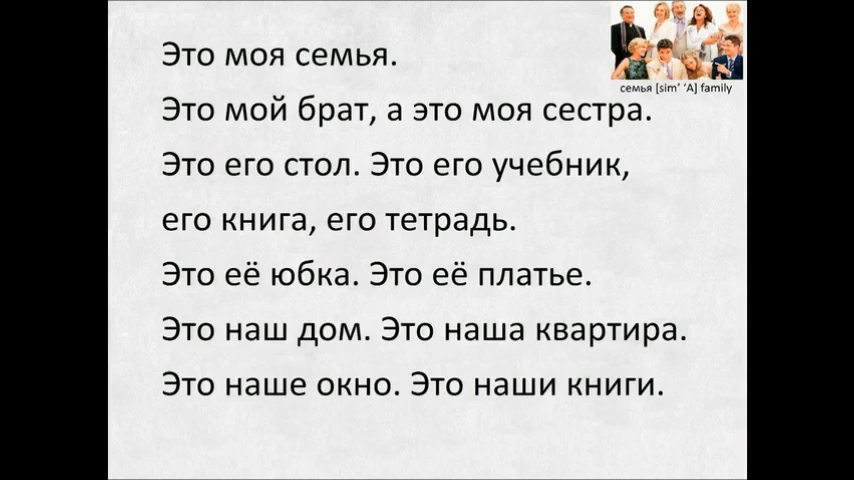 семья [sim' 'A] family
Это моя семья.
Это мой брат, а это моя сестра.
Это его стол. Это его учебник,
его книга, его тетрадь.
Это её юбка. Это её платье.
Это наш дом. Это наша квартира.
Это наше окно. Это наши книги.